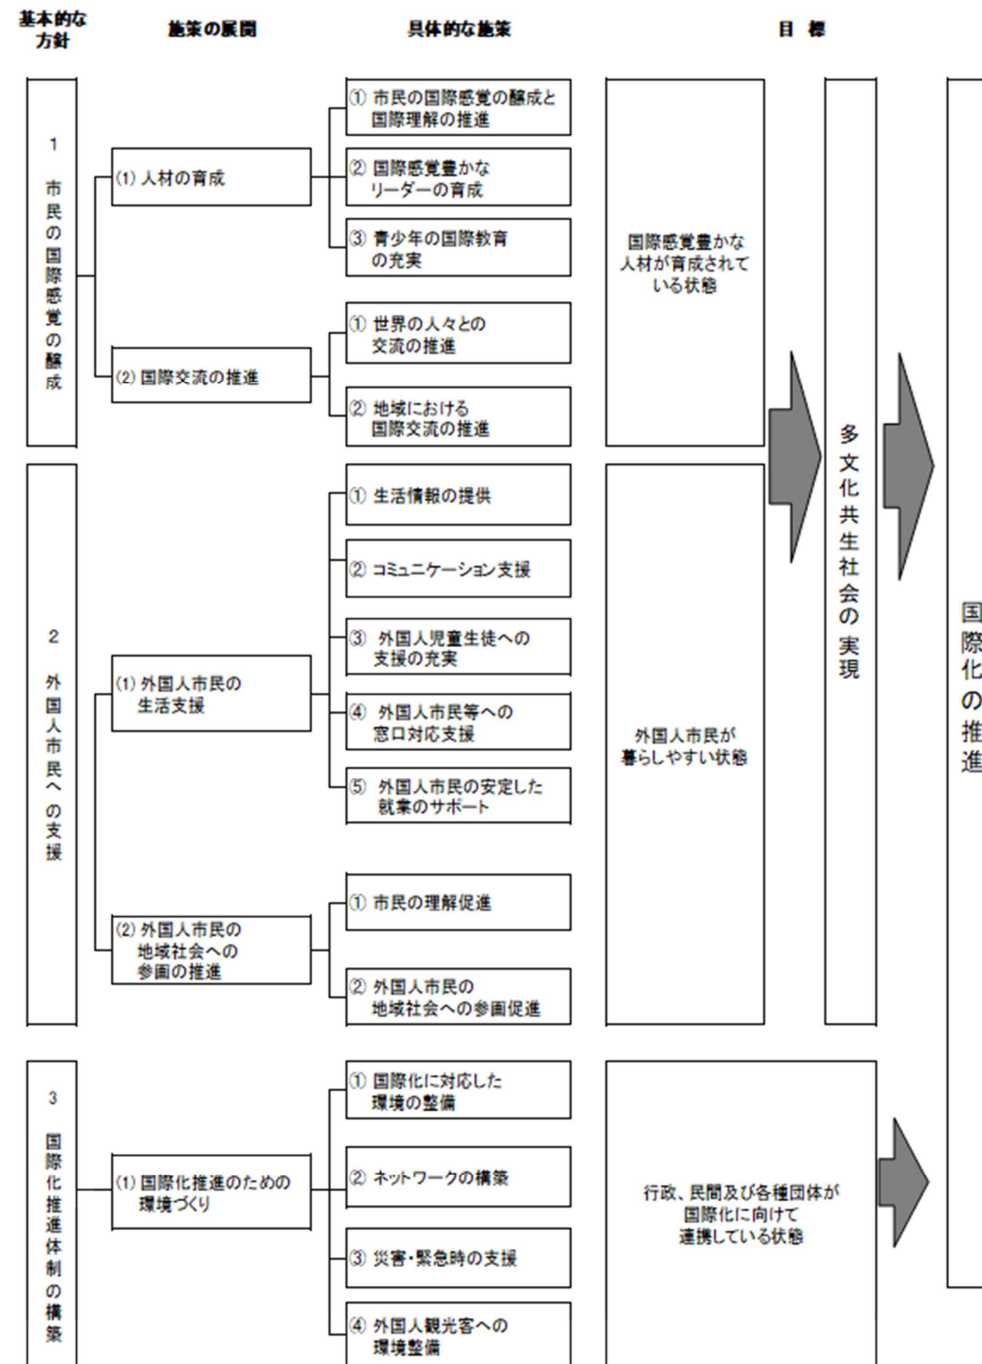 基本的な
方針
施策の展開
具体的な施策
目 標
1 市民の国際感覚の醸成
(1) 人材の育成
① 市民の国際感覚の醸成と
国際理解の推進
② 国際感覚豊かな
リーダーの育成
③ 青少年の国際教育
の充実
(2) 国際交流の推進
① 世界の人々との
交流の推進
② 地域における
国際交流の推進
国際感覚豊かな
人材が育成されて
いる状態
2 外国人市民への支援
(1) 外国人市民の
生活支援
① 生活情報の提供
② コミュニケーション支援
③ 外国人児童生徒への
支援の充実
④ 外国人市民等への
窓口対応支援
⑤ 外国人市民の安定した
就業のサポート
(2) 外国人市民の
地域社会への
参画の推進
① 市民の理解促進
② 外国人市民の
地域社会への参画促進
外国人市民が
暮らしやすい状態
多文化共生社会の実現
3 国際化推進体制の構築
(1) 国際化推進のための
環境づくり
① 国際化に対応した
環境の整備
② ネットワークの構築
③ 災害・緊急時の支援
④ 外国人観光客への
環境整備
行政、民間及び各種団体が
国際化に向けて
連携している状態
国際化の推進